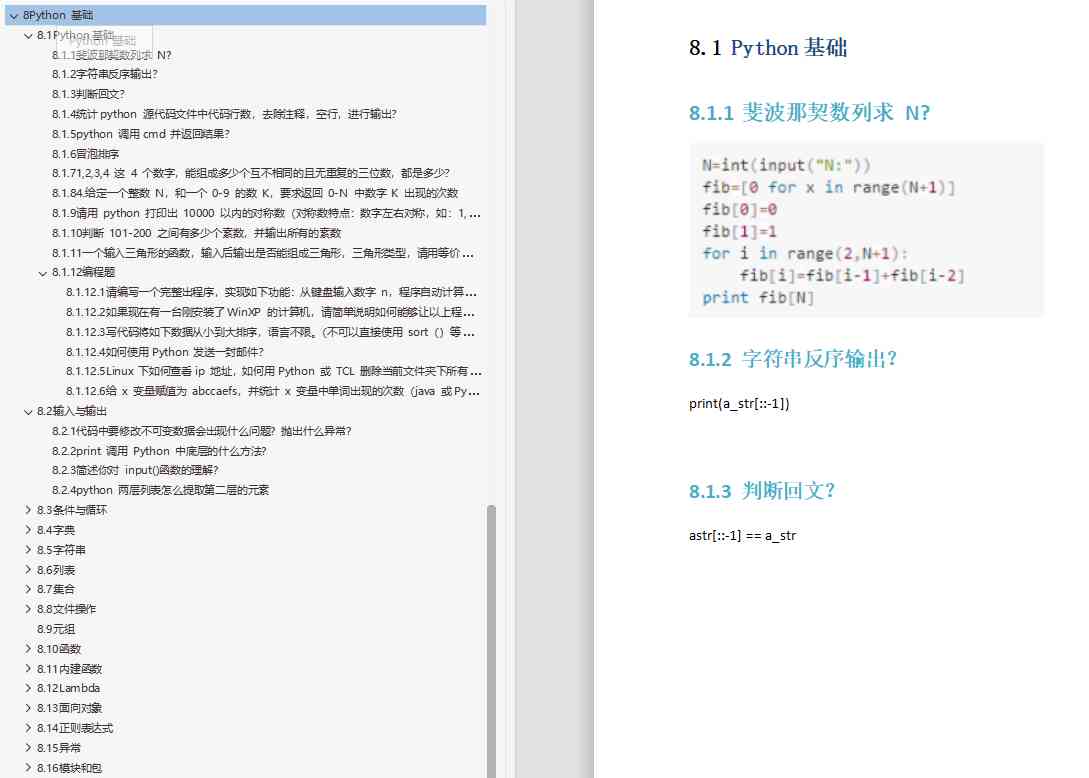 8Python 基础
8.1Python 基础
Python 基础
8.1.1斐波那契数列求 N?
8.1.2字符串反序输出?
8.1.3判断回文?
8.1.4统计 python 源代码文件中代码行数，去除注释，空行，进行输出?
8.1.5python 调用 cmd 并返回结果?
8.1.6冒泡排序
8.1.71,2,3,4 这 4 个数字，能组成多少个互不相同的且无重复的三位数，都是多少?
8.1.84.给定一个整数 N，和一个 0-9 的数 K，要求返回 0-N 中数字 K 出现的次数
8.1.9请用 python 打印出 10000 以内的对称数（对称数特点：数字左右对称，如：1, ...
8.1.10判断 101-200 之间有多少个素数，并输出所有的素数
8.1.11一个输入三角形的函数，输入后输出是否能组成三角形，三角形类型，请用等价 ...
8.1.12编程题
8.1.12.1请编写一个完整出程序，实现如下功能：从键盘输入数字 n，程序自动计算...
8.1.12.2如果现在有一台刚安装了WinXP 的计算机，请简单说明如何能够让以上程...
8.1.12.3写代码将如下数据从小到大排序，语言不限。(不可以直接使用 sort（）等 ...
8.1.12.4如何使用 Python 发送一封邮件?
8.1.12.5Linux 下如何查看 ip 地址，如何用 Python 或 TCL 删除当前文件夹下所有 ...
8.1.12.6给 x 变量赋值为 abccaefs，并统计 x 变量中单词出现的次数（java 或 Py...
8.2输入与输出
8.2.1代码中要修改不可变数据会出现什么问题? 抛出什么异常?
8.2.2print 调用 Python 中底层的什么方法?
8.2.3简述你对 input()函数的理解?
8.2.4python 两层列表怎么提取第二层的元素
8.3条件与循环
8.4字典
8.5字符串
8.6列表
8.7集合
8.8文件操作
8.9元组
8.10函数
8.11内建函数
8.12Lambda
8.13面向对象
8.14正则表达式
8.15异常
8.16模块和包
8.1 Python 基础
8.1.1 斐波那契数列求 N?
N=int(input("N:"))
fib=[0 for x in range(N+1)]
fib[0]=0
fib[1]=1
for i in range(2,N+1):
fib[i]=fib[i-1]+fib[i-2]
print fib[N]
8.1.2 字符串反序输出?
print(a_str[::-1])
8.1.3 判断回文?
astr[::-1] == a_str